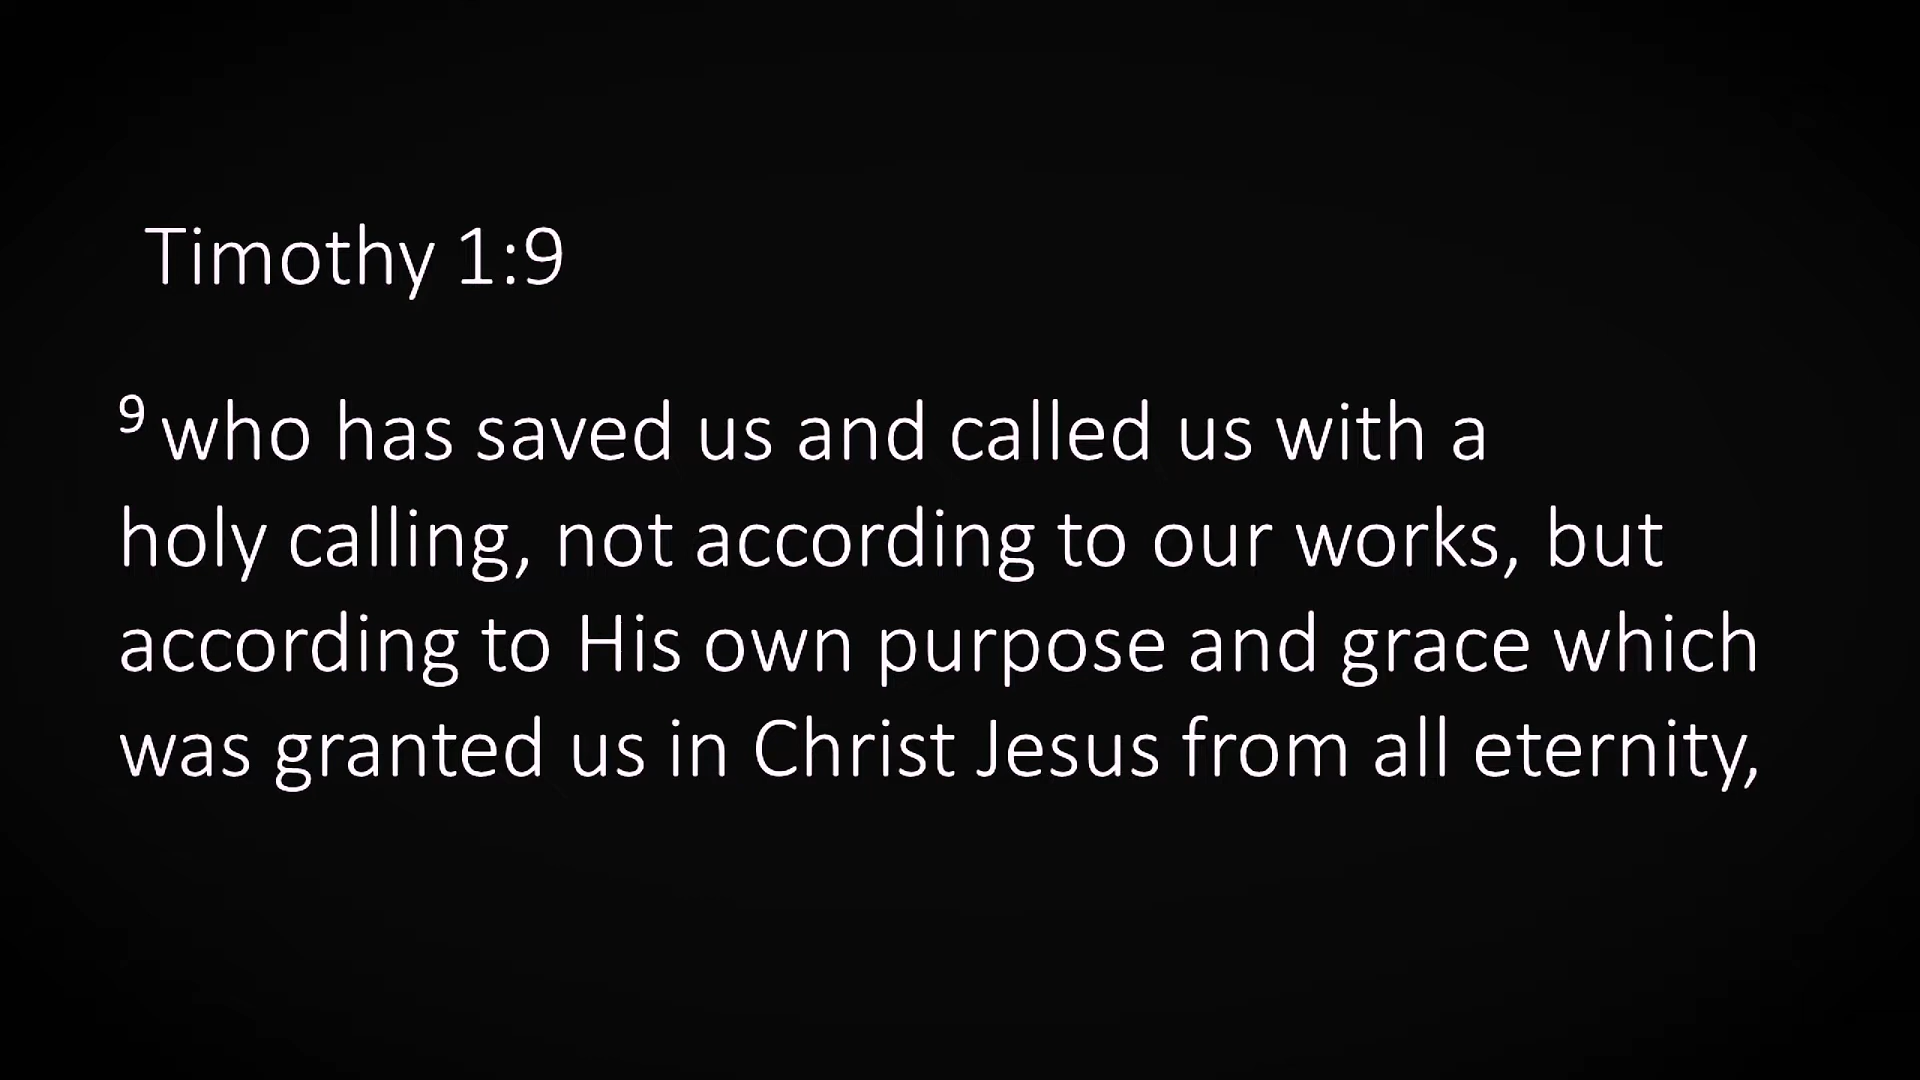 Timothy 1:9
9 who has saved us and called us with a
holy calling, not according to our works, but
according to His own purpose and grace which
was granted us in Christ Jesus from all eternity,